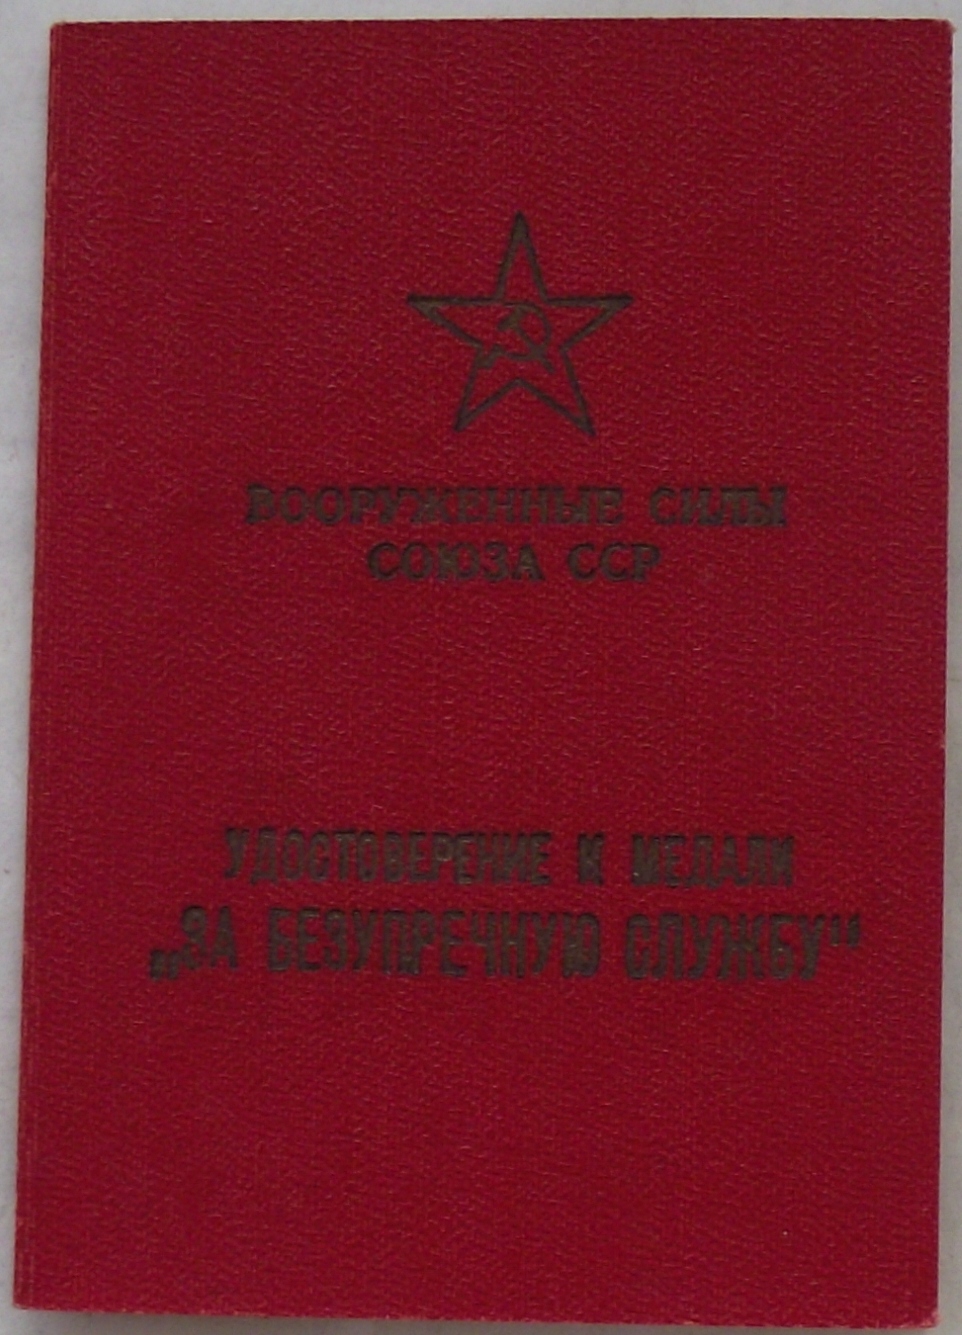 ВООРУЖЕННЫЕ СИЛЫ
СОЮЗА ССР
УДОСТОВЕРЕНИЕ К МЕДАЛИ
„ЗА БЕЗУПРЕЧНУЮ СЛУЖБУ“